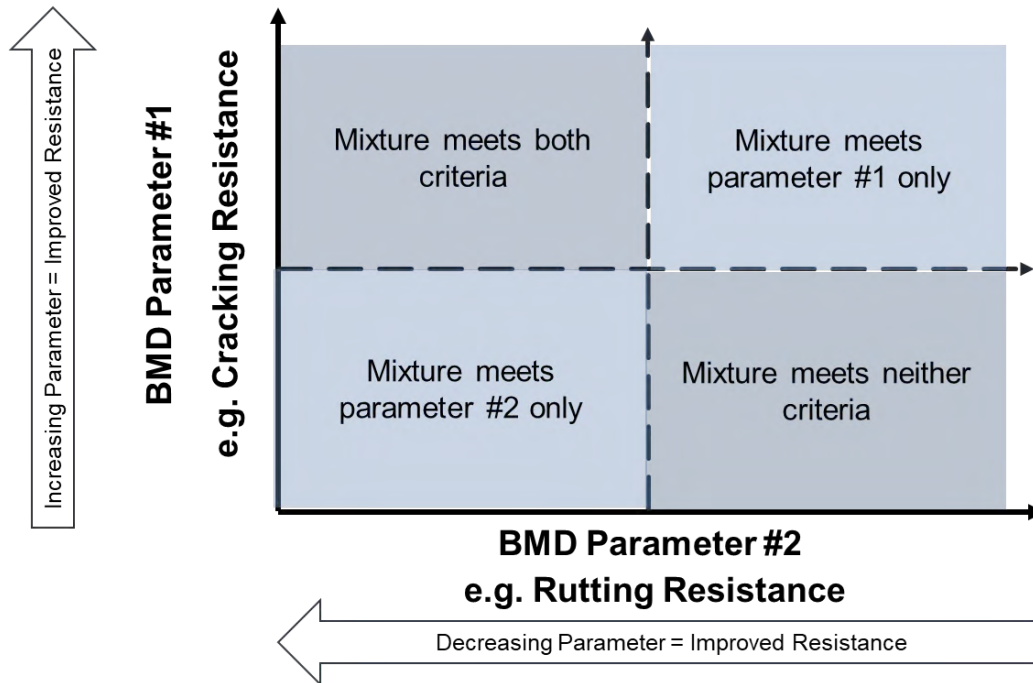 Increasing Parameter = Improved Resistance
BMD Parameter #1
e.g. Cracking Resistance
Mixture meets both
criteria
Mixture meets
parameter #1 only
Mixture meets
parameter #2 only
Mixture meets neither
criteria
BMD Parameter #2
e.g. Rutting Resistance
Decreasing Parameter = Improved Resistance